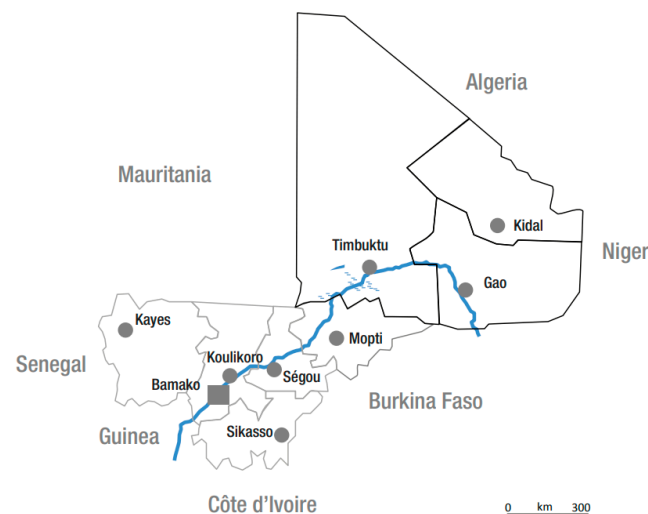 Algeria
Mauritania
Kidal
Timbuktu
Niger
Gao
Kayes
Mopti
Senegal
Koulikoro
Ségou
Bamako
Burkina Faso
Guinea
Sikasso
Côte d’Ivoire
0 km 300